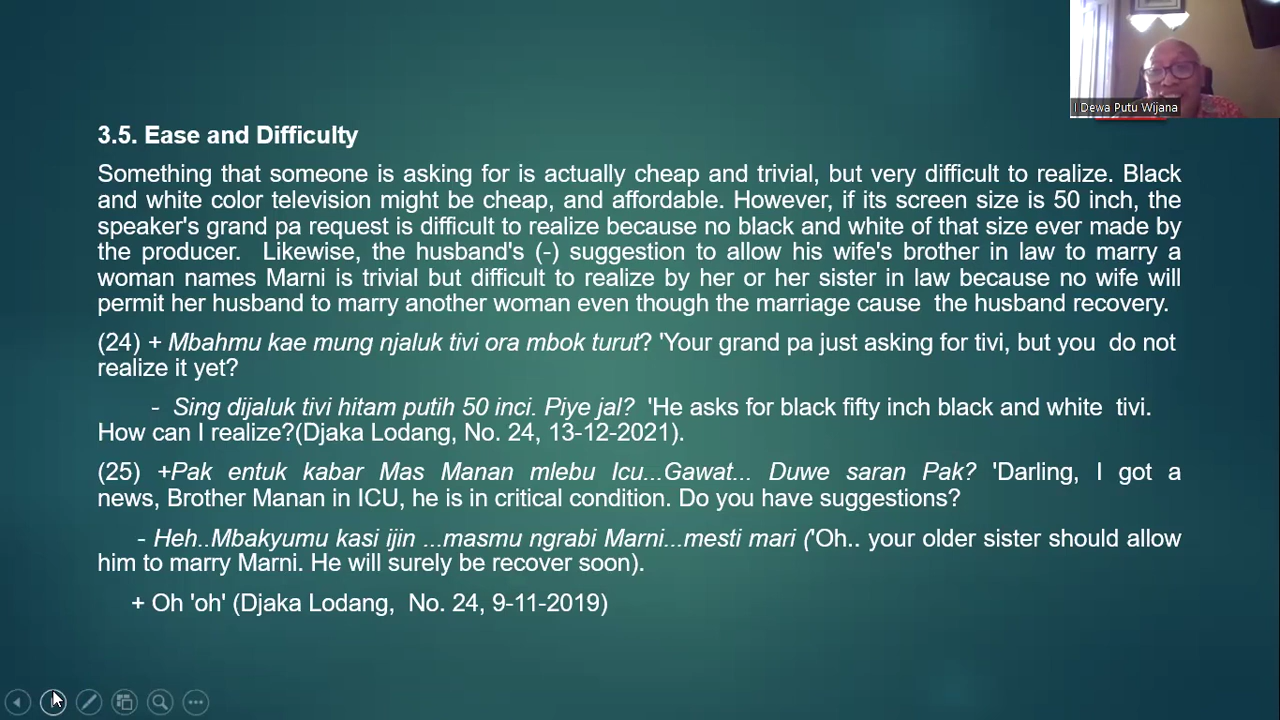 I Dewa Putu Wijana
3.5. Ease and Difficulty
Something that someone is asking for is actually cheap and trivial, but very difficult to realize. Black
and white color television might be cheap, and affordable. However, if its screen size is 50 inch, the
speaker's grand pa request is difficult to realize because no black and white of that size ever made by
the producer. Likewise, the husband's (-) suggestion to allow his wife's brother in law to marry a
woman names Marni is trivial but difficult to realize by her or her sister in law because no wife will
permit her husband to marry another woman even though the marriage cause the husband recovery.
(24) + Mbahmu kae mung njaluk tivi ora mbok turut? 'Your grand pa just asking for tivi, but you do not
realize it yet?
- Sing dijaluk tivi hitam putih 50 inci. Piye jal? 'He asks for black fifty inch black and white tivi.
How can I realize?(Djaka Lodang, No. 24, 13-12-2021).
(25) +Pak entuk kabar Mas Manan mlebu Icu...Gawat... Duwe saran Pak? 'Darling, I got a
news, Brother Manan in ICU, he is in critical condition. Do you have suggestions?
- Heh..Mbakyumu kasi ijin ...masmu ngrabi Marni...mesti mari ('Oh.. your older sister should allow
him to marry Marni. He will surely be recover soon).
+ Oh 'oh' (Djaka Lodang, No. 24, 9-11-2019)